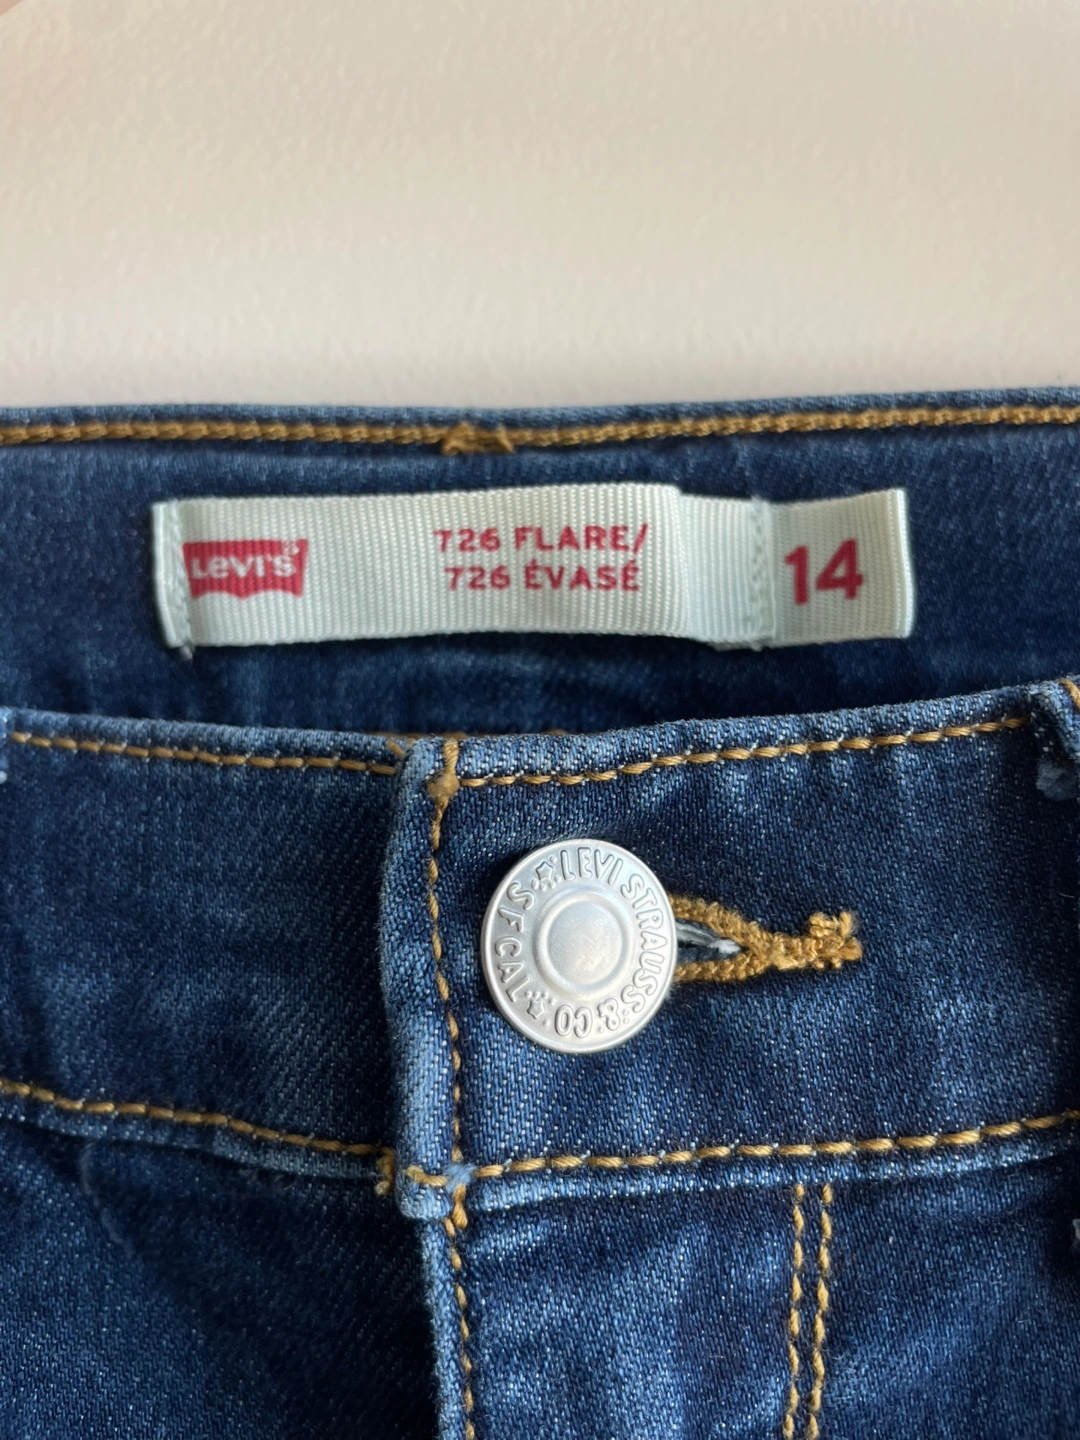 Levi's
726 FLARE/
726 ÉVASÉ
14
LEVI STRAUSS & CO
S F CAL